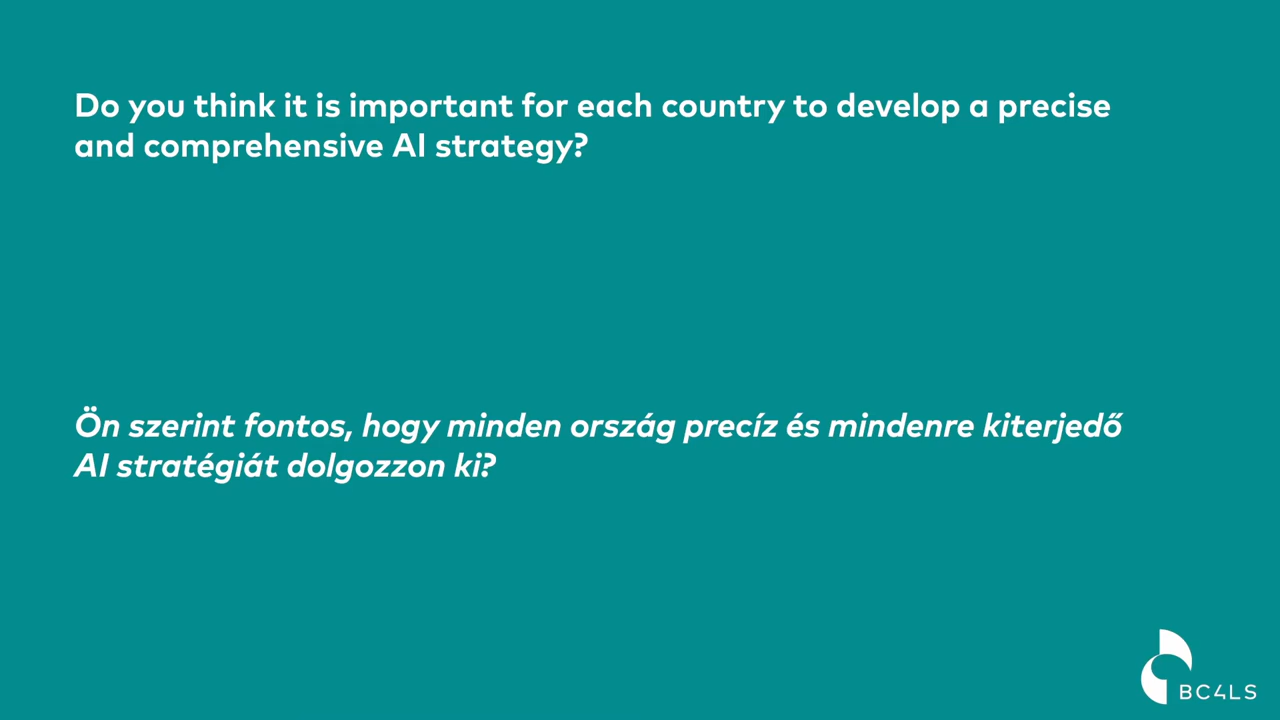 Do you think it is important for each country to develop a precise
and comprehensive AI strategy?
Ön szerint fontos, hogy minden ország precíz és mindenre kiterjedő
AI stratégiát dolgozzon ki?
BC4LS